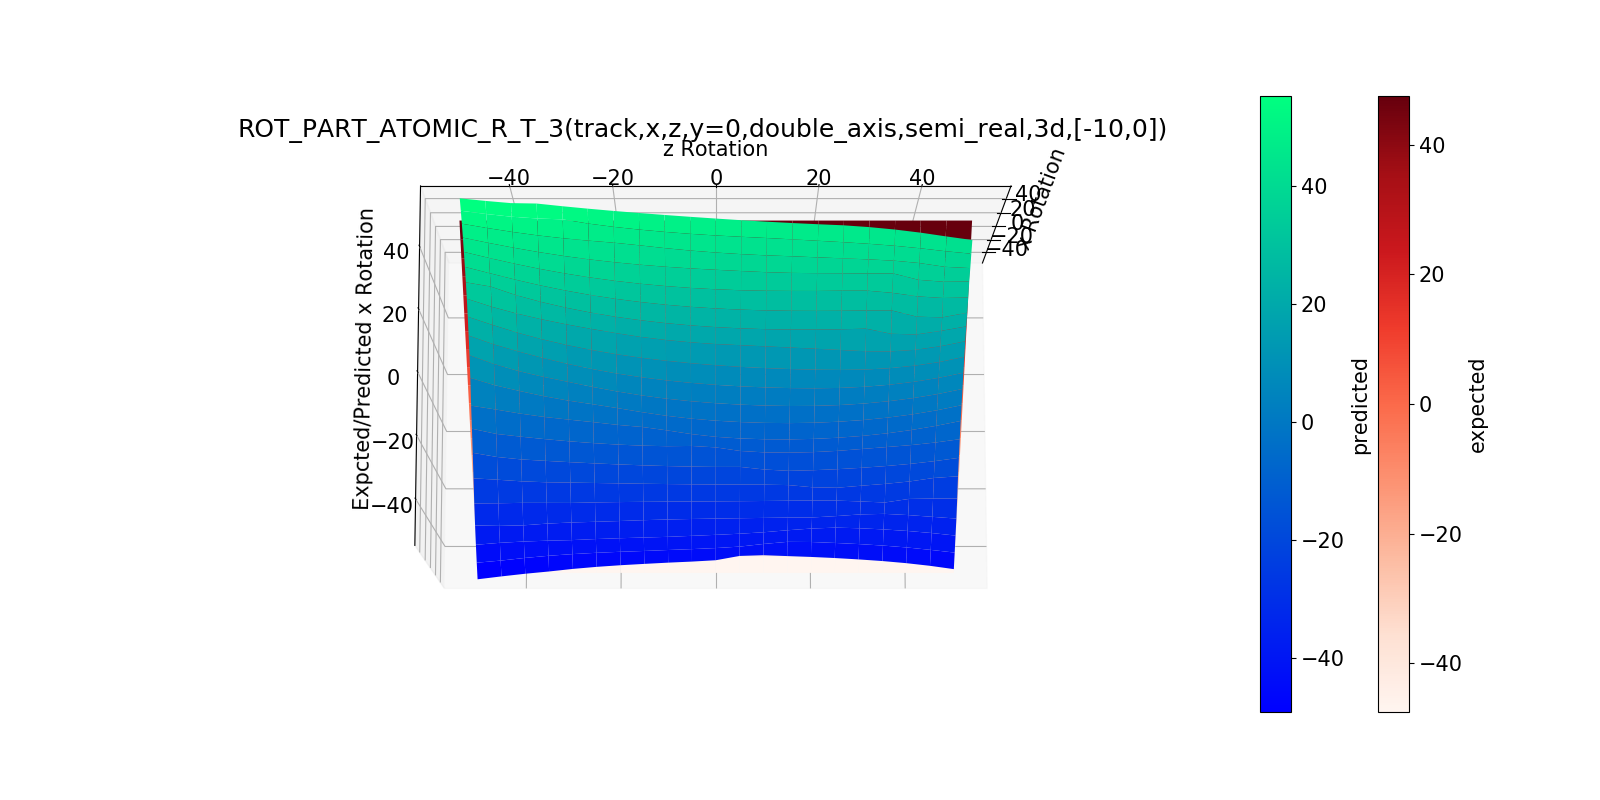 ROT_PART_ATOMIC_R_T_3(track,x,z,y=0,double_axis,semi_real,3d,[-10,0])
z Rotation
−40 −20 0 20 40
40
20
0
−20
−40
x Rotation
Expcted/Predicted x Rotation
40
20
0
−20
−40
40
20
0
−20
−40
predicted
40
20
0
−20
−40
expected